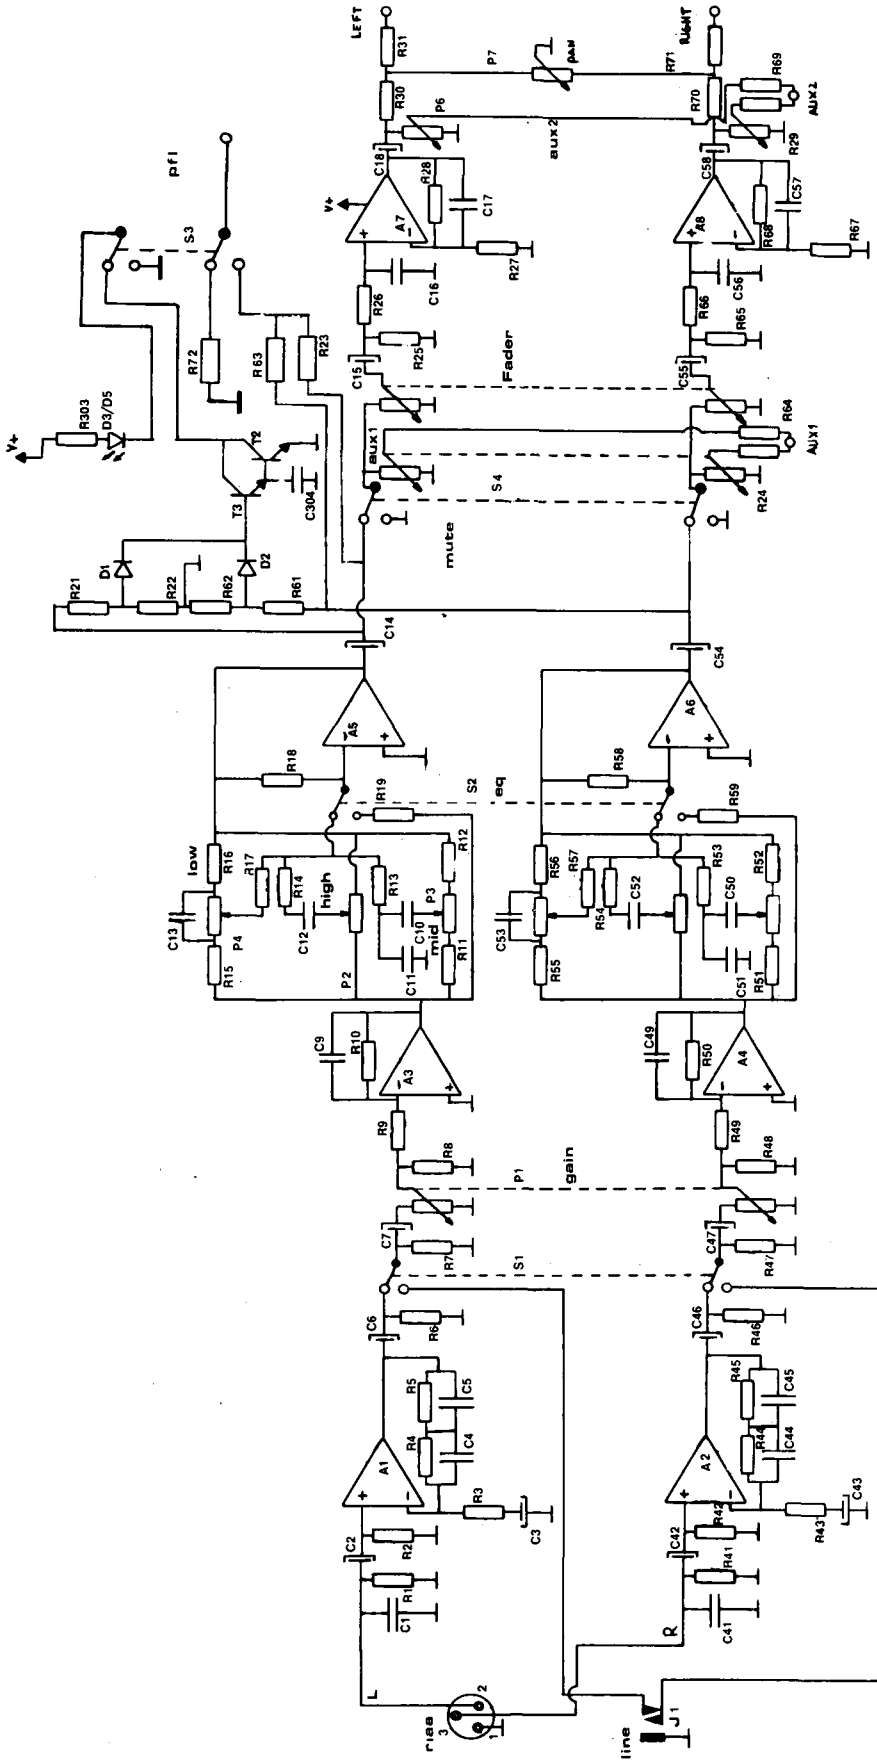 riaa
3
2
1
line
J1
L
R
C1
R1
C2
R2
A1
+
-
R3
C3
R4
C4
R5
C5
C6
R6
S1
R7
C7
P1
gain
R8
R9
C9
R10
A3
-
+
R15
C13
P4
low
R16
R17
R14
C12
high
P2
R13
C10
C11
P3
mid
R11
R12
R18
R19
S2
eq
A5
-
+
C14
R21
R22
R62
R61
D1
D2
T3
T2
C304
R303
D3/D5
V+
R72
R63
R23
S3
pfl
mute
S4
aux1
Fader
C15
R25
R26
C16
A7
+
-
V+
R27
R28
C17
C18
P6
aux2
R30
R31
LEFT
P7
pan
C41
R41
C42
R42
A2
+
-
R43
C43
R44
C44
R45
C45
C46
R46
R47
C47
R48
R49
C49
R50
A4
-
+
R55
C53
R56
R57
R54
C52
R53
C50
C51
R51
R52
R58
R59
A6
-
+
C54
R24
R64
AUX1
C55
R65
R66
C56
A8
+
-
R67
R68
C57
C58
R29
R69
AUX2
R70
R71
RIGHT